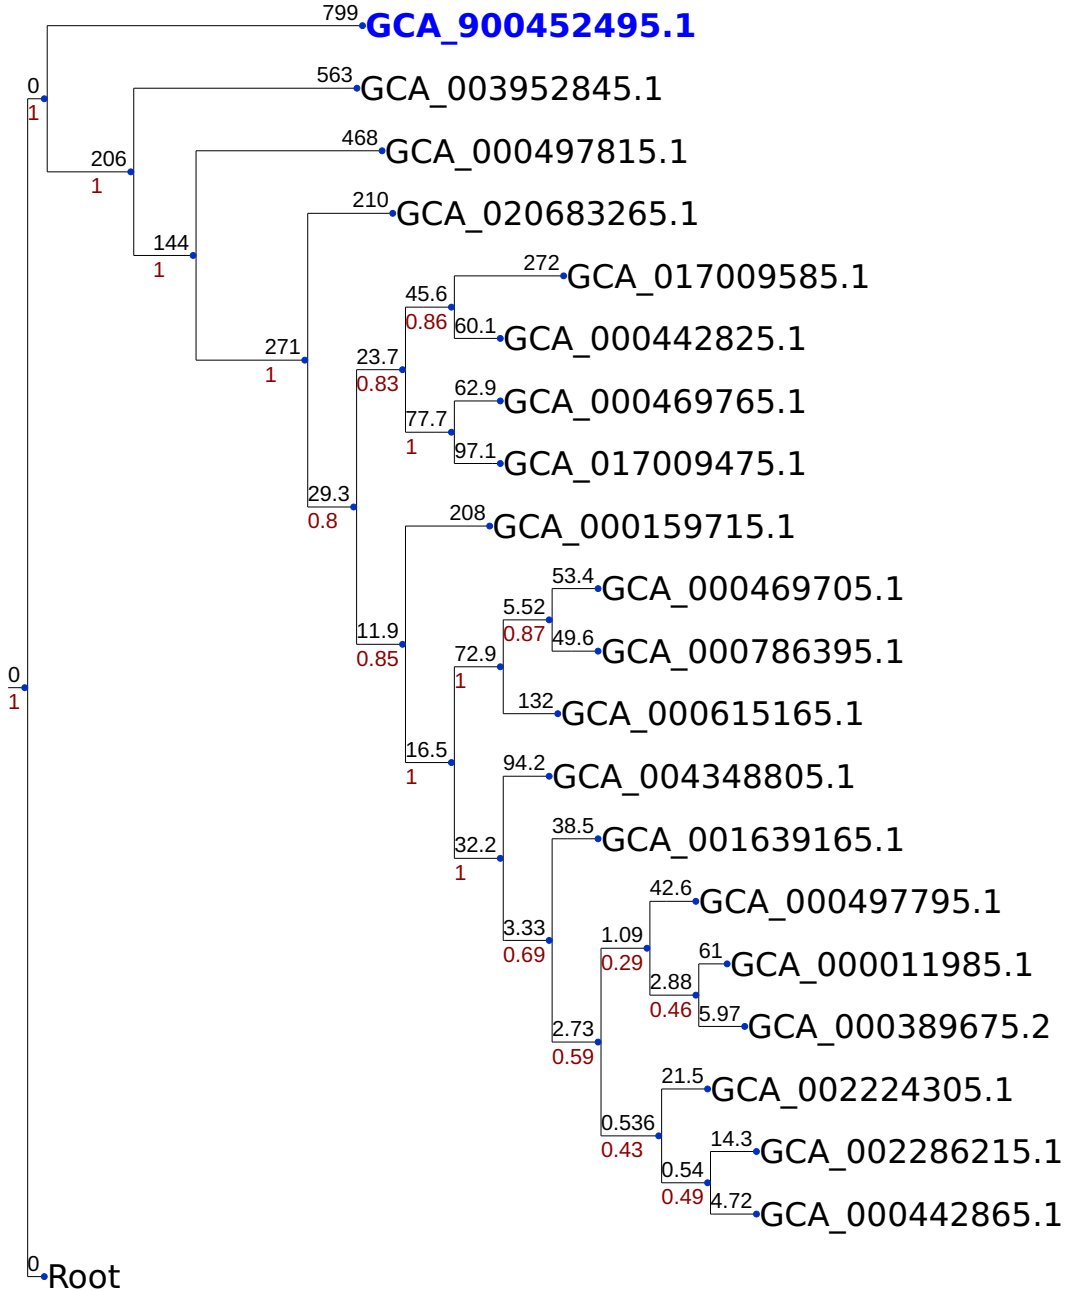 799
GCA_900452495.1
563
GCA_003952845.1
0
1
468
GCA_000497815.1
206
1
210
GCA_020683265.1
144
1
272
GCA_017009585.1
45.6
0.86
60.1
GCA_000442825.1
271
1
23.7
0.83
62.9
GCA_000469765.1
77.7
1
97.1
GCA_017009475.1
29.3
0.8
208
GCA_000159715.1
53.4
GCA_000469705.1
5.52
0.87
49.6
GCA_000786395.1
11.9
0.85
72.9
1
0
1
132
GCA_000615165.1
16.5
1
94.2
GCA_004348805.1
38.5
GCA_001639165.1
32.2
1
42.6
GCA_000497795.1
3.33
0.69
1.09
0.29
61
GCA_000011985.1
2.88
0.46
5.97
GCA_000389675.2
2.73
0.59
21.5
GCA_002224305.1
0.536
0.43
14.3
GCA_002286215.1
0.54
0.49
4.72
GCA_000442865.1
0
Root